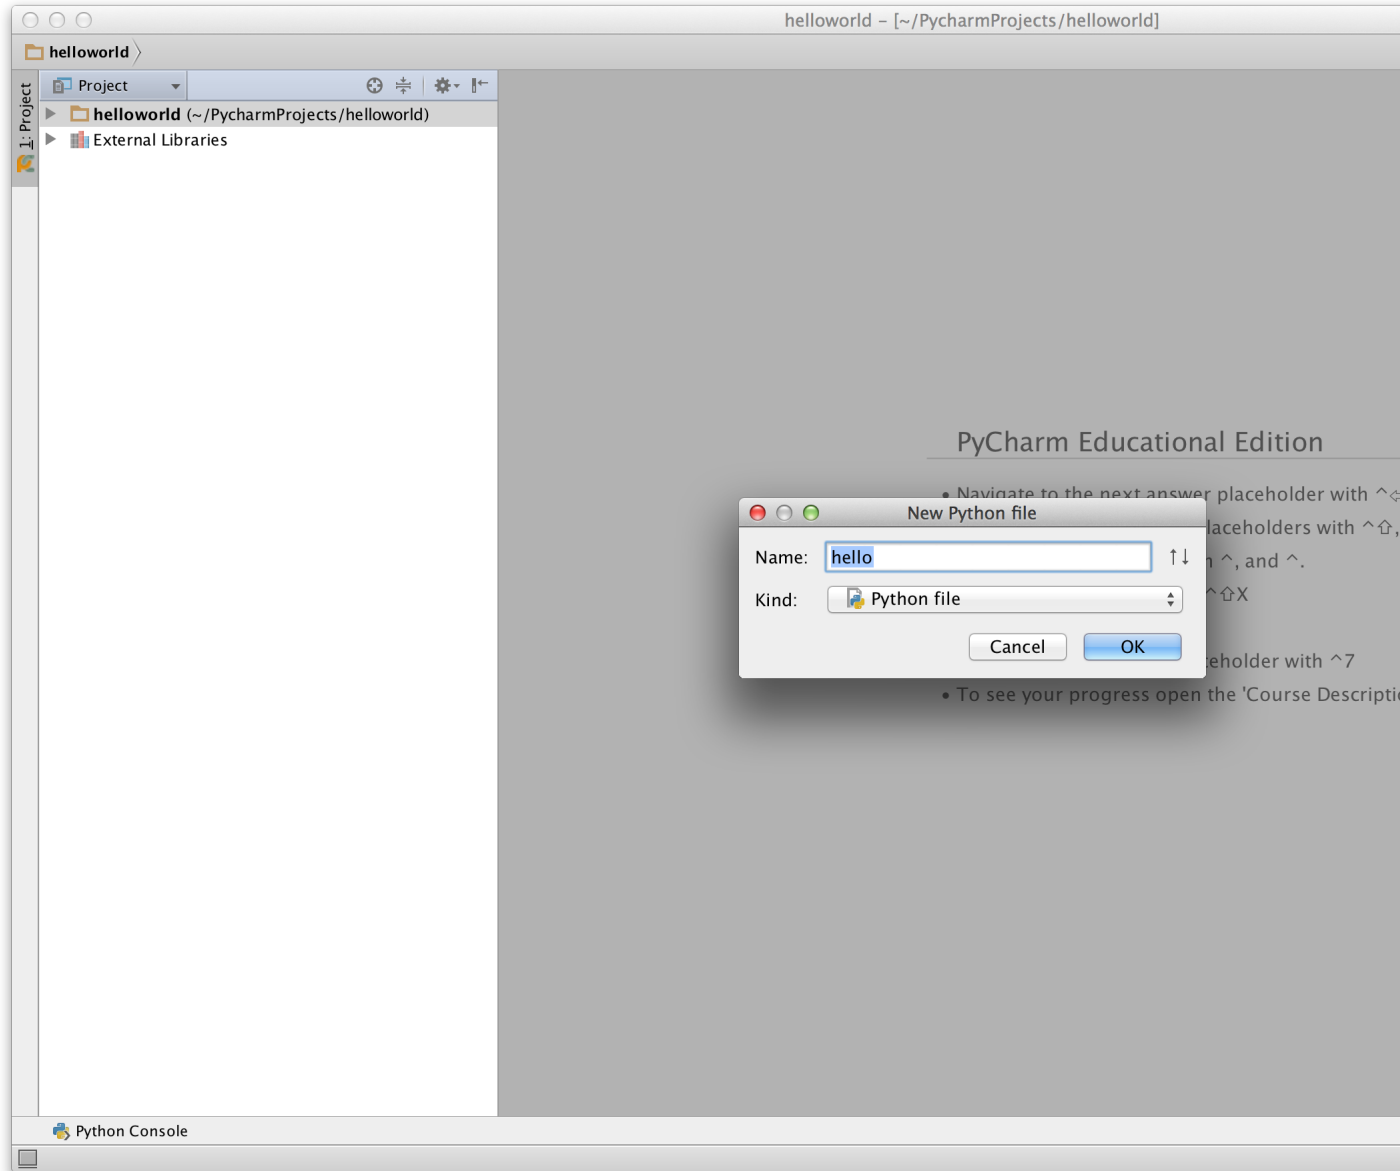 helloworld – [~/PycharmProjects/helloworld]
helloworld
1: Project
Project
helloworld (~/PycharmProjects/helloworld)
External Libraries
PyCharm Educational Edition
• Navigate to the next answer placeholder with ^
laceholders with ^⇧,
^, and ^.
^⇧X
eholder with ^7
• To see your progress open the 'Course
New Python file
Name: hello
Kind: Python file
Cancel OK
Python Console